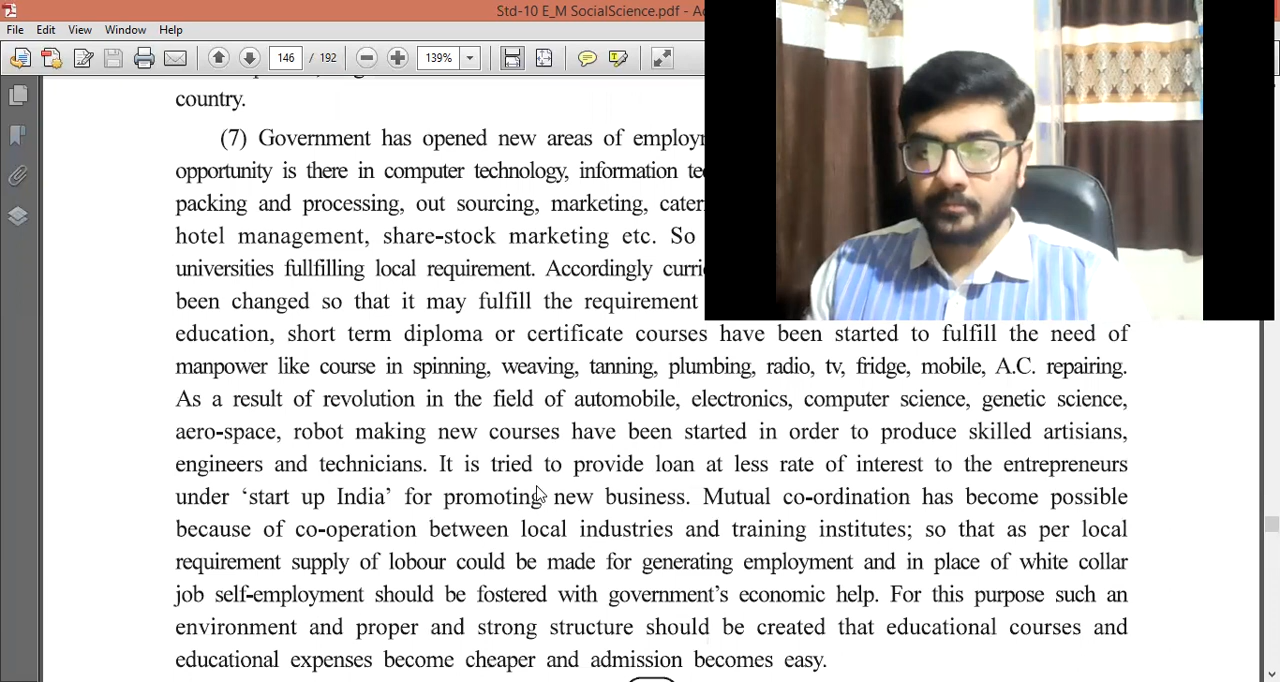 Std-10 E_M SocialScience.pdf - A
File Edit View Window Help
146 / 192 139%
country.
(7) Government has opened new areas of employ
opportunity is there in computer technology, information te
packing and processing, out sourcing, marketing, cater
hotel management, share-stock marketing etc. So
universities fullfilling local requirement. Accordingly curri
been changed so that it may fulfill the requirement
education, short term diploma or certificate courses have been started to fulfill the need of
manpower like course in spinning, weaving, tanning, plumbing, radio, tv, fridge, mobile, A.C. repairing.
As a result of revolution in the field of automobile, electronics, computer science, genetic science,
aero-space, robot making new courses have been started in order to produce skilled artisians,
engineers and technicians. It is tried to provide loan at less rate of interest to the entrepreneurs
under ‘start up India’ for promoting new business. Mutual co-ordination has become possible
because of co-operation between local industries and training institutes; so that as per local
requirement supply of lobour could be made for generating employment and in place of white collar
job self-employment should be fostered with government’s economic help. For this purpose such an
environment and proper and strong structure should be created that educational courses and
educational expenses become cheaper and admission becomes easy.